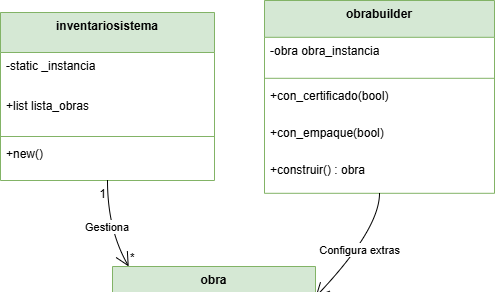 inventariosistema
-static _instancia
+list lista_obras
+new()
obrabuilder
-obra obra_instancia
+con_certificado(bool)
+con_empaque(bool)
+construir() : obra
1
Gestiona
*
Configura extras
obra